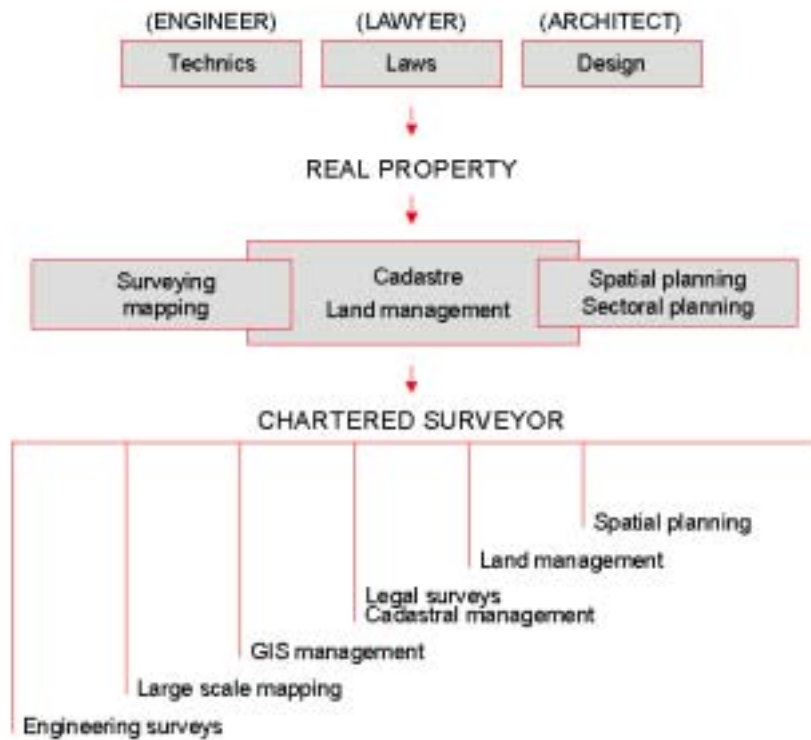 (ENGINEER) (LAWYER) (ARCHITECT)
Technics Laws Design
REAL PROPERTY
Surveying
mapping
Cadastre
Land management
Spatial planning
Sectoral planning
CHARTERED SURVEYOR
Spatial planning
Land management
Legal surveys
Cadastral management
GIS management
Large scale mapping
Engineering surveys